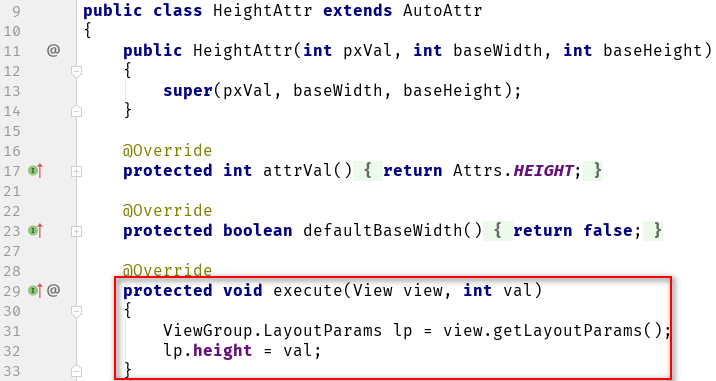 9 public class HeightAttr extends AutoAttr
10 {
11 @ public HeightAttr(int pxVal, int baseWidth, int baseHeight)
12 {
13 super(pxVal, baseWidth, baseHeight);
14 }
15
16 @Override
17 protected int attrVal() { return Attrs.HEIGHT; }
21
22 @Override
23 protected boolean defaultBaseWidth() { return false; }
27
28 @Override
29 @ protected void execute(View view, int val)
30 {
31 ViewGroup.LayoutParams lp = view.getLayoutParams();
32 lp.height = val;
33 }